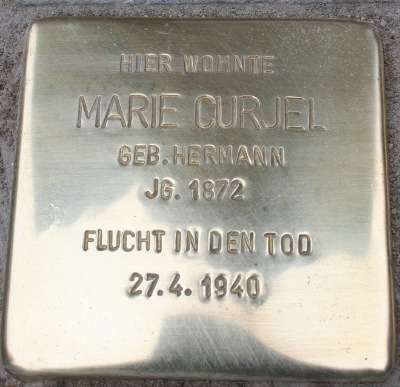 HIER WOHNTE
MARIE CURJEL
GEB. HERMANN
JG. 1872
FLUCHT IN DEN TOD
27. 4. 1940